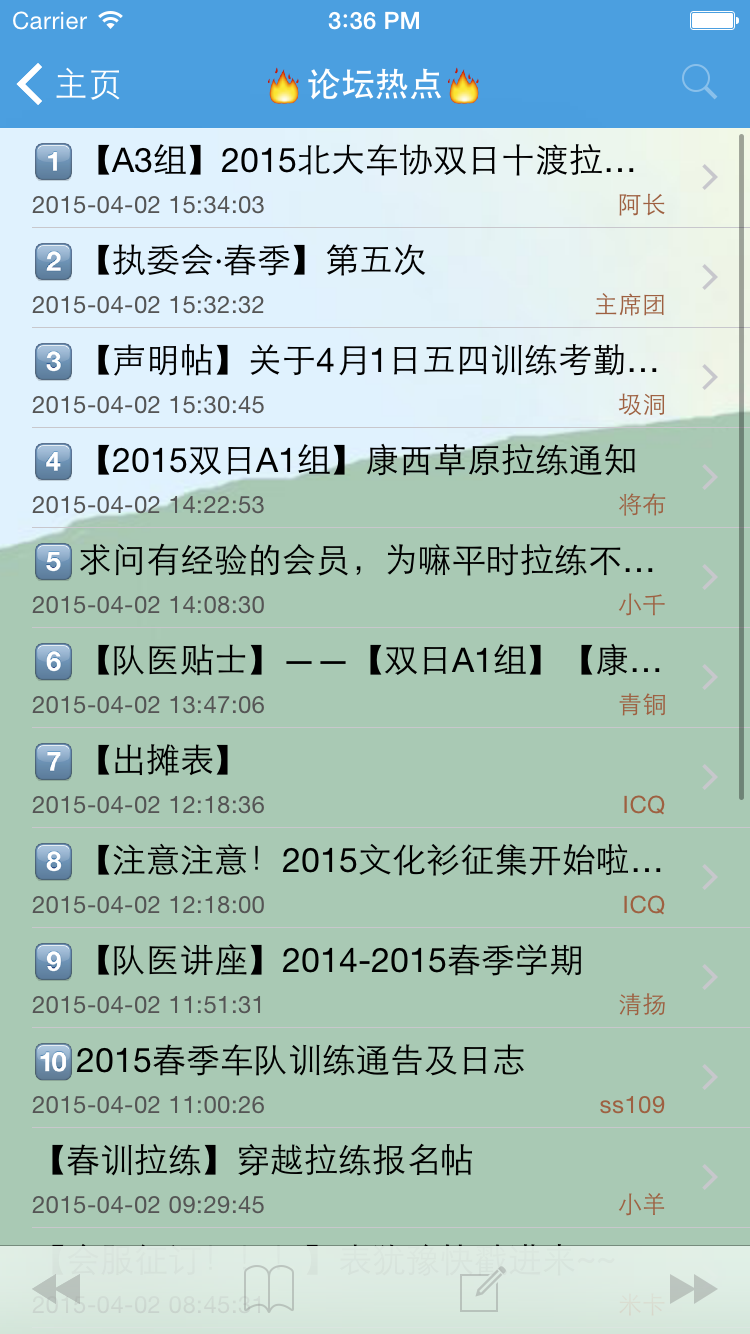 Carrier 3:36 PM
主页 🔥论坛热点🔥
1 【A3组】2015北大车协双日十渡拉...
2015-04-02 15:34:03 阿长
2 【执委会·春季】第五次
2015-04-02 15:32:32 主席团
3 【声明帖】关于4月1日五四训练考勤...
2015-04-02 15:30:45 圾洞
4 【2015双日A1组】康西草原拉练通知
2015-04-02 14:22:53 将布
5 求问有经验的会员，为嘛平时拉练不...
2015-04-02 14:08:30 小千
6 【队医贴士】——【双日A1组】【康...
2015-04-02 13:47:06 青铜
7 【出摊表】
2015-04-02 12:18:36 ICQ
8 【注意注意！2015文化衫征集开始啦...
2015-04-02 12:18:00 ICQ
9 【队医讲座】2014-2015春季学期
2015-04-02 11:51:31 清扬
10 2015春季车队训练通告及日志
2015-04-02 11:00:26 ss109
【春训拉练】穿越拉练报名帖
2015-04-02 09:29:45 小羊
【会服征订！！！】表犹豫快戳进来~~
2015-04-02 08:45:31 米卡